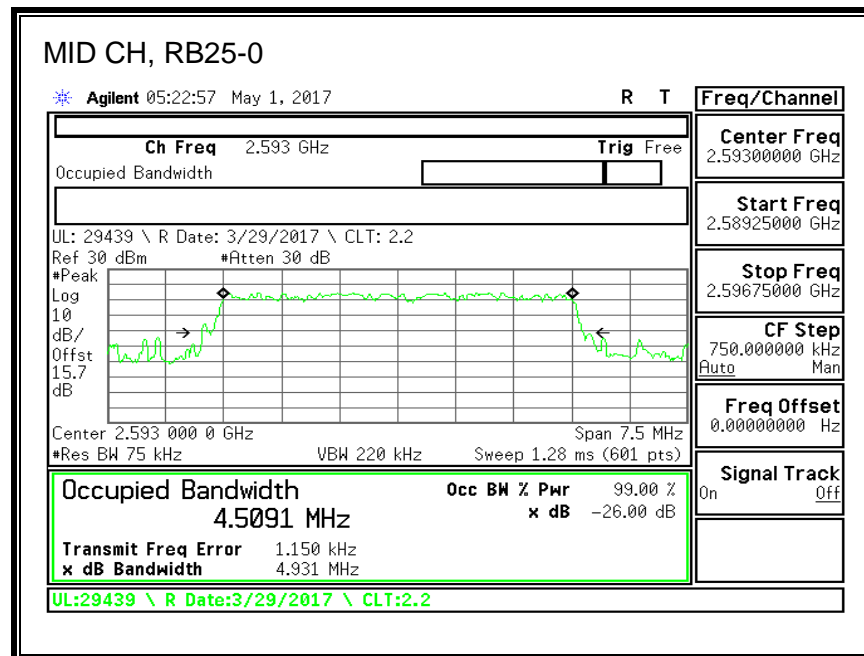 MID CH, RB25-0
Agilent 05:22:57 May 1, 2017 R T
Freq/Channel
Ch Freq 2.593 GHz Trig Free
Occupied Bandwidth
Center Freq
2.59300000 GHz
Start Freq
2.58925000 GHz
UL: 29439 \ R Date: 3/29/2017 \ CLT: 2.2
Ref 30 dBm #Atten 30 dB
#Peak
Log
10
dB/
Offst
15.7
dB
Stop Freq
2.59675000 GHz
CF Step
750.000000 kHz
Auto Man
Freq Offset
0.00000000 Hz
Center 2.593 000 0 GHz Span 7.5 MHz
#Res BW 75 kHz VBW 220 kHz Sweep 1.28 ms (601 pts)
Signal Track
On Off
Occupied Bandwidth Occ BW % Pwr 99.00 %
4.5091 MHz x dB -26.00 dB
Transmit Freq Error 1.150 kHz
x dB Bandwidth 4.931 MHz
UL:29439 \ R Date:3/29/2017 \ CLT:2.2